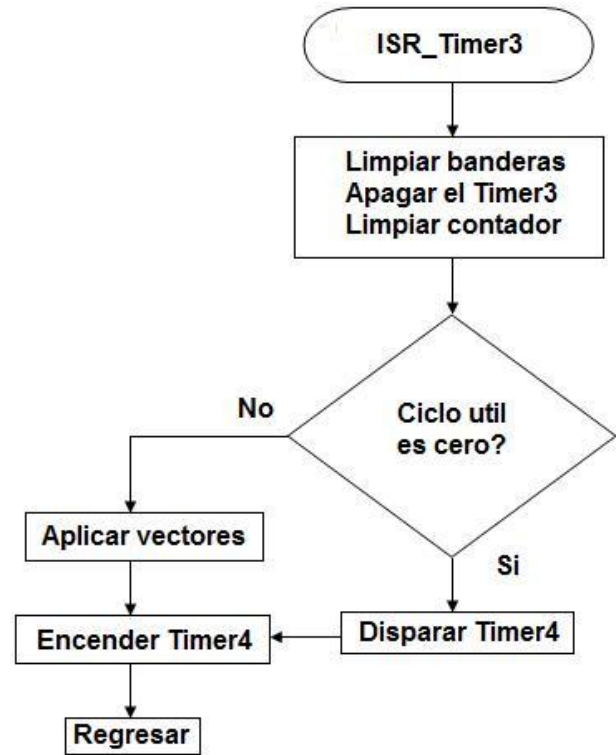 ISR_Timer3
Limpiar banderas
Apagar el Timer3
Limpiar contador
No
Ciclo util
es cero?
Aplicar vectores
Si
Encender Timer4
Disparar Timer4
Regresar